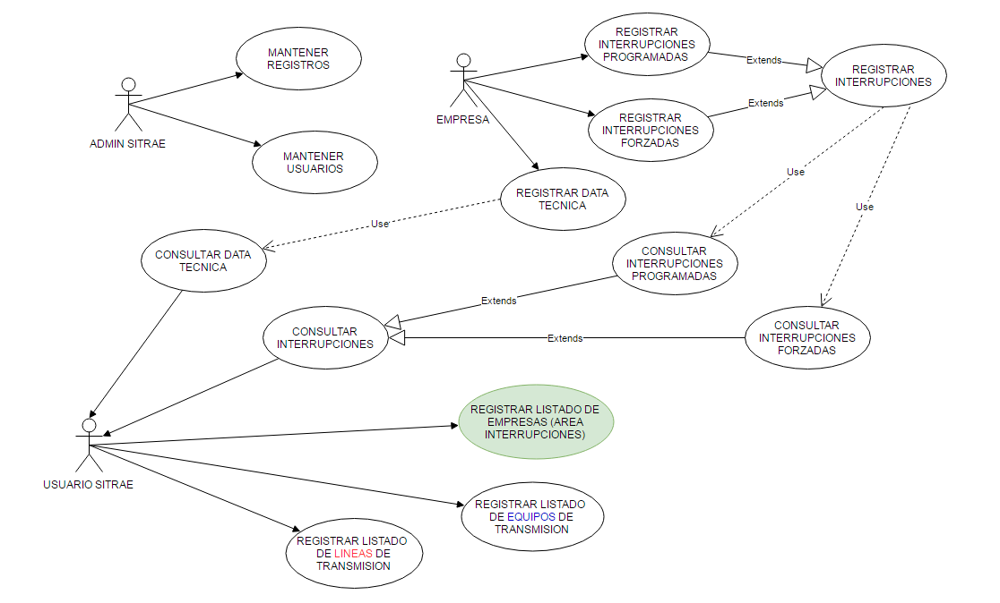 REGISTRAR
INTERRUPCIONES
PROGRAMADAS
MANTENER
REGISTROS
Extends
REGISTRAR
INTERRUPCIONES
EMPRESA
REGISTRAR
INTERRUPCIONES
FORZADAS
Extends
ADMIN SITRAE
MANTENER
USUARIOS
Use
REGISTRAR DATA
TECNICA
Use
Use
CONSULTAR DATA
TECNICA
CONSULTAR
INTERRUPCIONES
PROGRAMADAS
Extends
CONSULTAR
INTERRUPCIONES
Extends
CONSULTAR
INTERRUPCIONES
FORZADAS
REGISTRAR LISTADO DE
EMPRESAS (AREA
INTERRUPCIONES)
USUARIO SITRAE
REGISTRAR LISTADO
DE EQUIPOS DE
TRANSMISION
REGISTRAR LISTADO
DE LINEAS DE
TRANSMISION